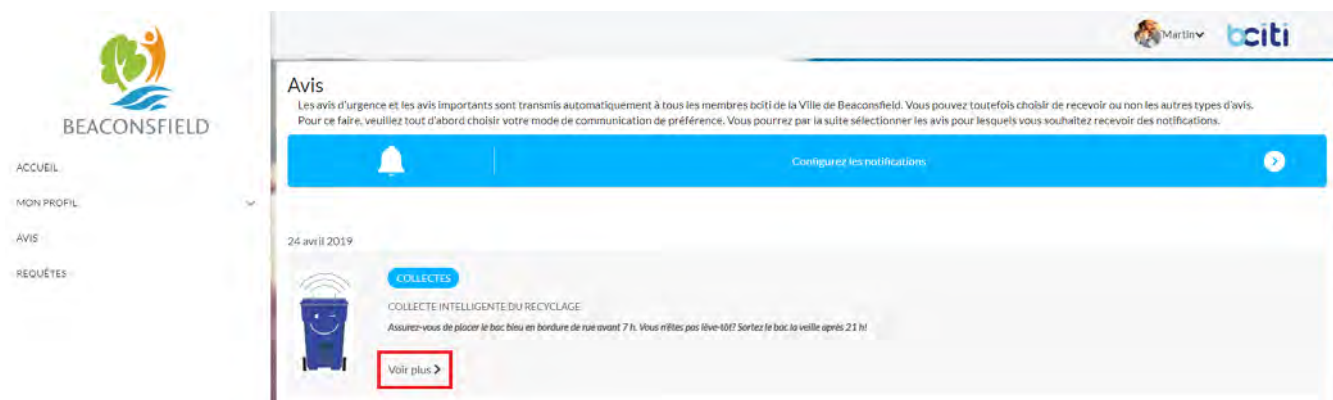 Martin
bciti
BEACONSFIELD
ACCUEIL
MON PROFIL
AVIS
REQUÊTES
Avis
Les avis d'urgence et les avis importants sont transmis automatiquement à tous les membres bciti de la Ville de Beaconsfield. Vous pouvez toutefois choisir de recevoir ou non les autres types d'avis.
Pour ce faire, veuillez tout d'abord choisir votre mode de communication de préférence. Vous pourrez par la suite sélectionner les avis pour lesquels vous souhaitez recevoir des notifications.
Configurez les notifications
24 avril 2019
COLLECTES
COLLECTE INTELLIGENTE DU RECYCLAGE
Assurez-vous de placer le bac bleu en bordure de rue avant 7 h. Vous n'êtes pas lève-tôt? Sortez le bac la veille après 21 h!
Voir plus